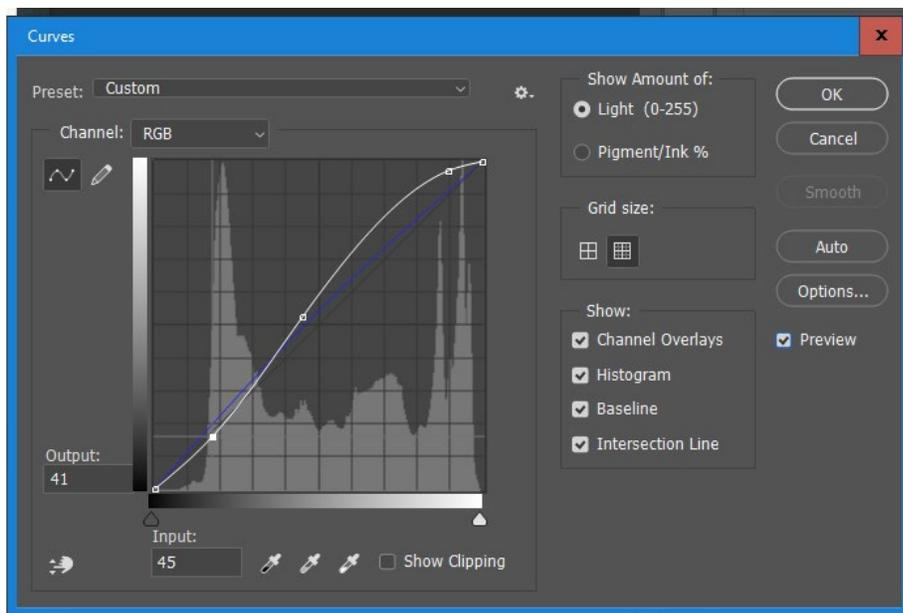 Curves
x
Preset: Custom
Channel: RGB
Output:
41
Input:
45
Show Clipping
Show Amount of:
Light (0-255)
Pigment/Ink %
Grid size:
Show:
Channel Overlays
Histogram
Baseline
Intersection Line
OK
Cancel
Smooth
Auto
Options...
Preview